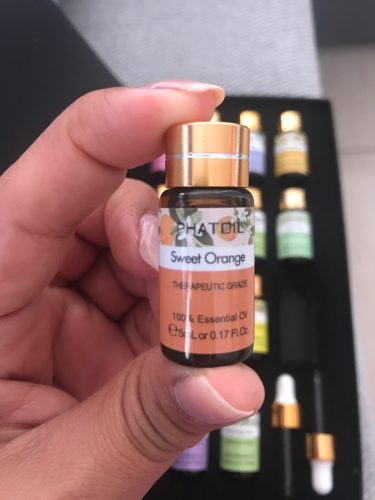 PHATOIL
Sweet Orange
THERAPEUTIC GRADE
100% Essential Oil
℮5mL or 0.17 Fl.Oz.